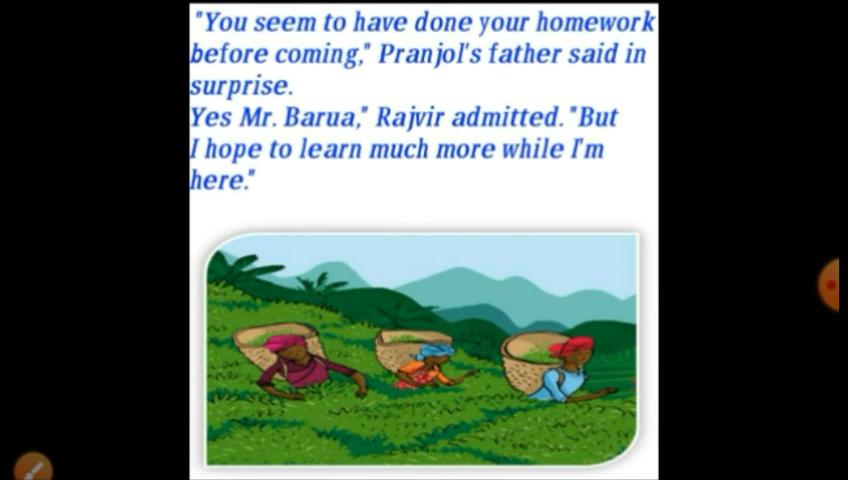 "You seem to have done your homework
before coming," Pranjol's father said in
surprise.
Yes Mr. Barua," Rajvir admitted. "But
I hope to learn much more while I'm
here."